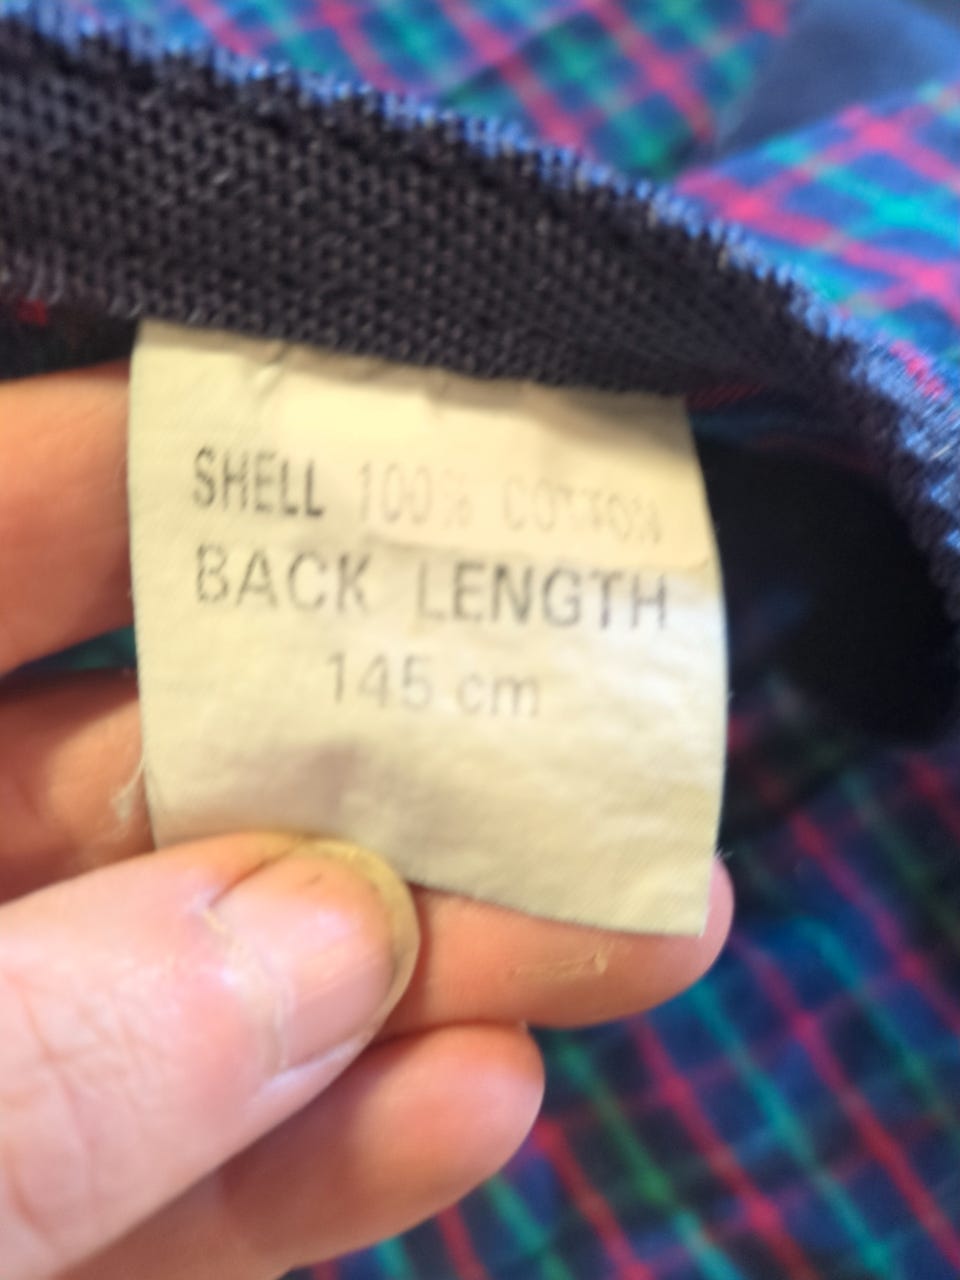 SHELL 100% COTTON
BACK LENGTH
145 cm